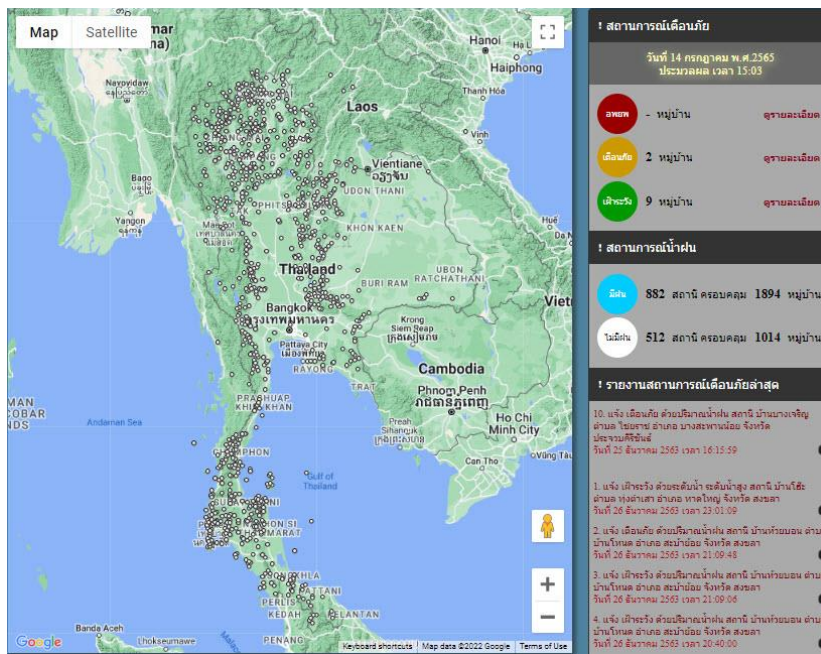 Map
Satellite
Hanoi
Haiphong
Naypyidaw
နေပြည်တော်
Laos
Thanh Hóa
Vinh
Vientiane
ວຽງຈັນ
UDON THANI
Bago
Yangon
ရန်ကုန်
KHON KAEN
Huế
Thailand
BURI RAM
UBON
RATCHATHANI
Bangkok
กรุงเทพมหานคร
Krong
Siem Reap
ក្រុងសៀមរាប
Pattaya City
เมืองพัทยา
RAYONG
TRAT
Cambodia
Phnom Penh
រាជធានីភ្នំពេញ
Andaman Sea
Ho Chi
Minh City
Preah
Sihanouk
Can Tho
Gulf of
Thailand
PERLIS
KEDAH
KELANTAN
PENANG
Banda Aceh
Lhokseumawe
Google
Keyboard shortcuts
Map data ©2022 Google
Terms of Use
! สถานการณ์เตือนภัย
วันที่ 14 กรกฎาคม พ.ศ.2565
ประมวลผล เวลา 15:03
อพยพ - หมู่บ้าน ดูรายละเอียด
เตือนภัย 2 หมู่บ้าน ดูรายละเอียด
เฝ้าระวัง 9 หมู่บ้าน ดูรายละเอียด
! สถานการณ์น้ำฝน
มีฝน 882 สถานี ครอบคลุม 1894 หมู่บ้าน
ไม่มีฝน 512 สถานี ครอบคลุม 1014 หมู่บ้าน
! รายงานสถานการณ์เตือนภัยล่าสุด
10. แจ้ง เตือนภัย ด้วยปริมาณน้ำฝน สถานี บ้านบางเจริญ
ตำบล ไชยราช อำเภอ บางสะพานน้อย จังหวัด
ประจวบคีรีขันธ์
วันที่ 25 ธันวาคม 2563 เวลา 16:15:59
1. แจ้ง เฝ้าระวัง ด้วยระดับน้ำ ระดับน้ำสูง สถานี บ้านโต๊ะ
ตำบล ทุ่งตำเสา อำเภอ หาดใหญ่ จังหวัด สงขลา
วันที่ 26 ธันวาคม 2563 เวลา 23:01:09
2. แจ้ง เตือนภัย ด้วยปริมาณน้ำฝน สถานี บ้านห้วยบอน
บ้านโหนด อำเภอ สะบ้าย้อย จังหวัด สงขลา
วันที่ 26 ธันวาคม 2563 เวลา 21:09:48
3. แจ้ง เฝ้าระวัง ด้วยปริมาณน้ำฝน สถานี บ้านห้วยบอน
บ้านโหนด อำเภอ สะบ้าย้อย จังหวัด สงขลา
วันที่ 26 ธันวาคม 2563 เวลา 21:09:06
4. แจ้ง เฝ้าระวัง ด้วยปริมาณน้ำฝน สถานี บ้านห้วยบอน
บ้านโหนด อำเภอ สะบ้าย้อย จังหวัด สงขลา
วันที่ 26 ธันวาคม 2563 เวลา 20:40:00